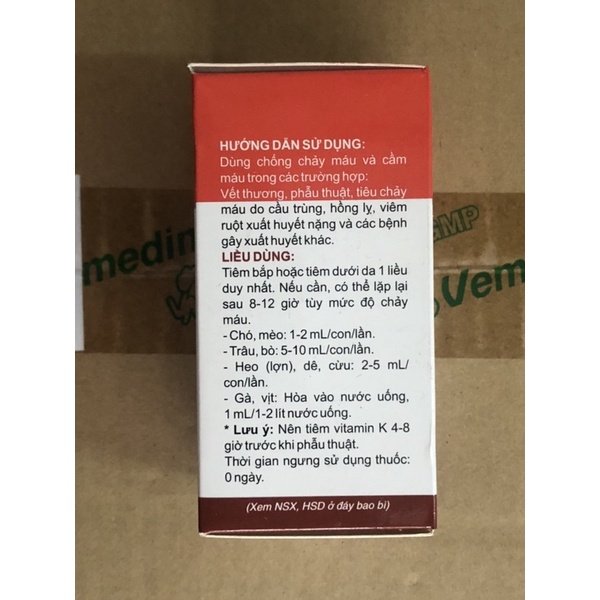 HƯỚNG DẪN SỬ DỤNG:
Dùng chống chảy máu và cầm
máu trong các trường hợp:
Vết thương, phẫu thuật, tiêu chảy
máu do cầu trùng, hồng lỵ, viêm
ruột xuất huyết nặng và các bệnh
gây xuất huyết khác.
LIỀU DÙNG:
Tiêm bắp hoặc tiêm dưới da 1 liều
duy nhất. Nếu cần, có thể lặp lại
sau 8-12 giờ tùy mức độ chảy
máu.
- Chó, mèo: 1-2 mL/con/lần.
- Trâu, bò: 5-10 mL/con/lần.
- Heo (lợn), dê, cừu: 2-5 mL/
con/lần.
- Gà, vịt: Hòa vào nước uống,
1 mL/1-2 lít nước uống.
* Lưu ý: Nên tiêm vitamin K 4-8
giờ trước khi phẫu thuật.
Thời gian ngưng sử dụng thuốc:
0 ngày.
(Xem NSX, HSD ở đáy bao bì)
medim
GMP
Vem